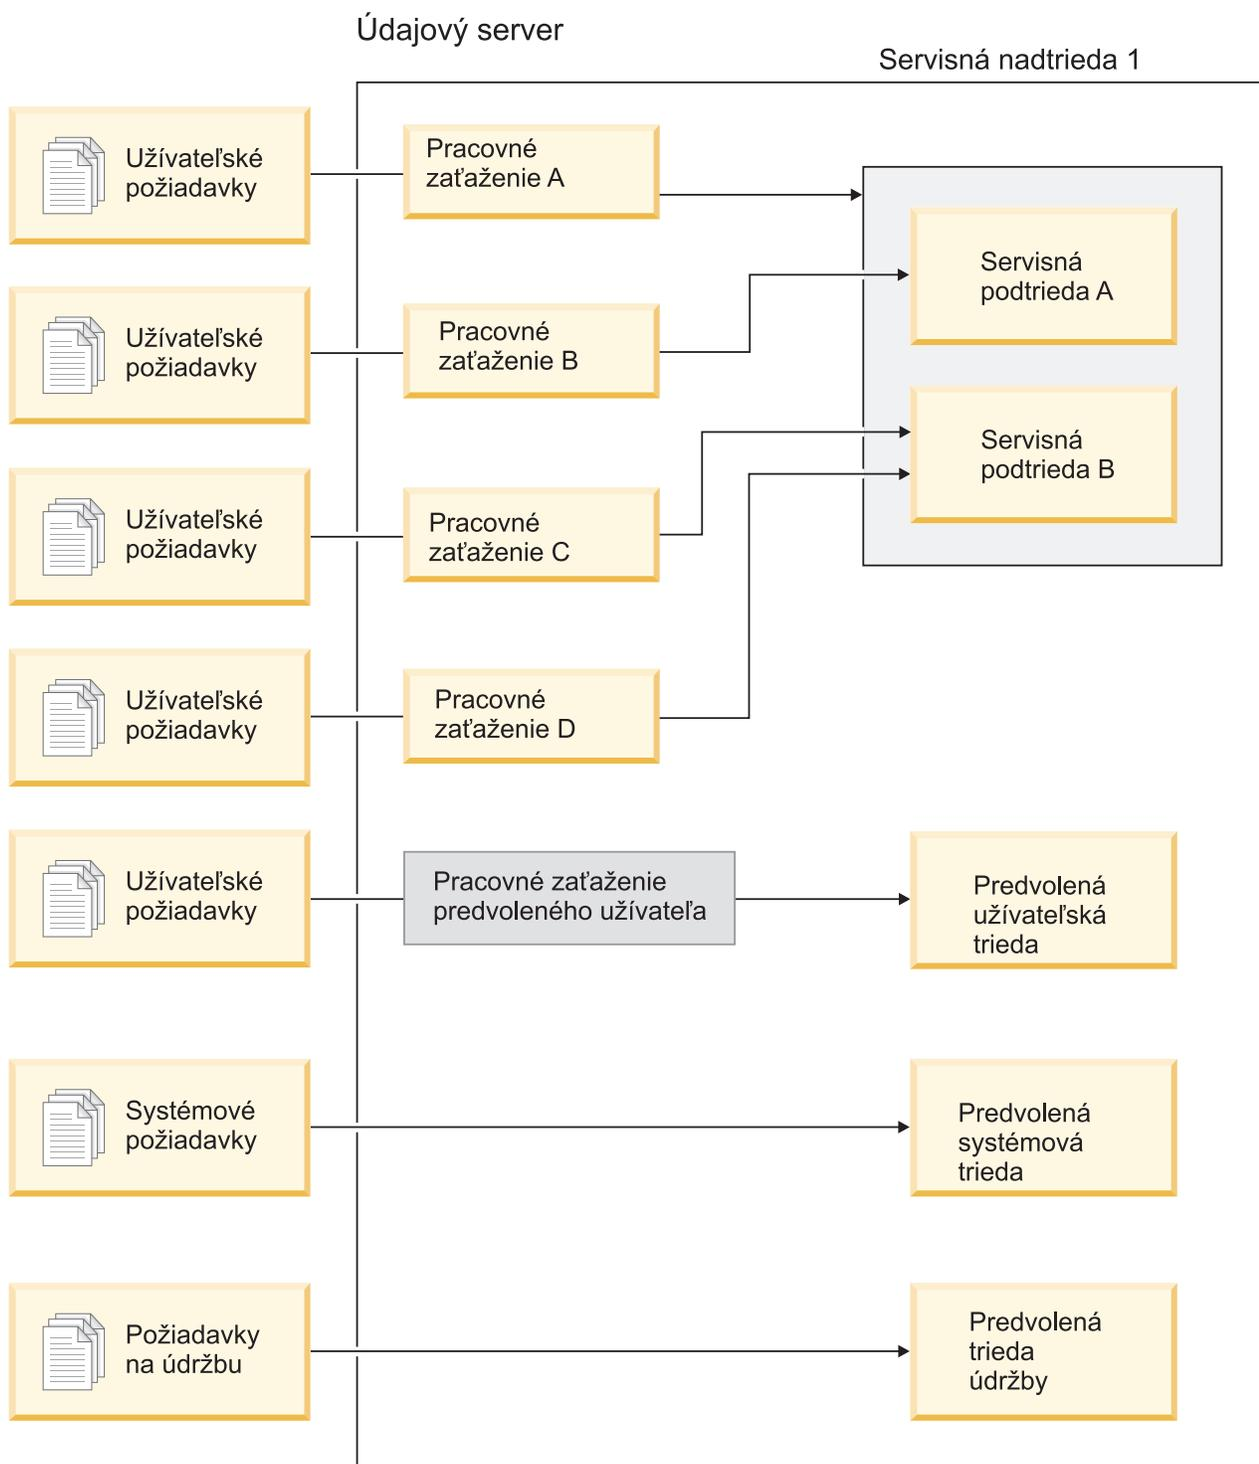 Údajový server
Servisná nadtrieda 1
Užívateľské
požiadavky
Pracovné
zaťaženie A
Servisná
podtrieda A
Užívateľské
požiadavky
Pracovné
zaťaženie B
Servisná
podtrieda B
Užívateľské
požiadavky
Pracovné
zaťaženie C
Užívateľské
požiadavky
Pracovné
zaťaženie D
Užívateľské
požiadavky
Pracovné zaťaženie
predvoleného užívateľa
Predvolená
užívateľská
trieda
Systémové
požiadavky
Predvolená
systémová
trieda
Požiadavky
na údržbu
Predvolená
trieda
údržby